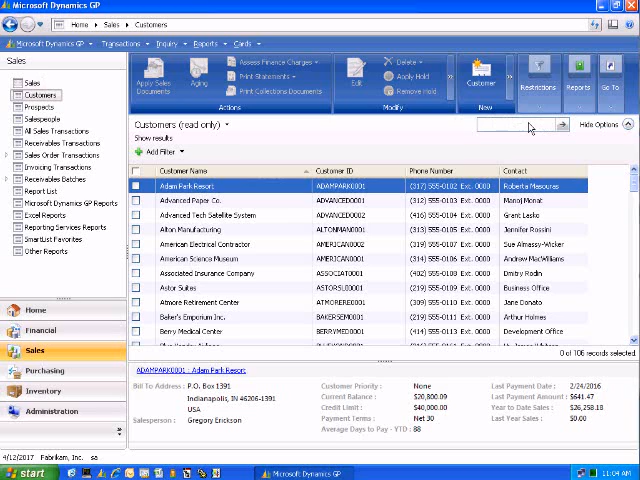 Microsoft Dynamics GP
Home ▸ Sales ▸ Customers
Microsoft Dynamics GP
Transactions
Inquiry
Reports
Cards
Sales
Sales
Customers
Prospects
Salespeople
All Sales Transactions
Receivables Transactions
Sales Order Transactions
Invoicing Transactions
Receivables Batches
Report List
Microsoft Dynamics GP Reports
Excel Reports
Reporting Services Reports
SmartList Favorites
Other Reports
Home
Financial
Sales
Purchasing
Inventory
Administration
Apply Sales Documents
Aging
Assess Finance Charges
Print Statements
Print Collections Documents
Actions
Edit
Delete
Apply Hold
Remove Hold
Modify
Customer
New
Restrictions
Reports
Go To
Customers (read only)
Hide Options
Show results
Add Filter
Customer Name Customer ID Phone Number Contact
Adam Park Resort ADAMPARK0001 (317) 555-0102 Ext. 0000 Roberta Masouras
Advanced Paper Co. ADVANCED0001 (312) 555-0103 Ext. 0000 Manoj Monat
Advanced Tech Satellite System ADVANCED0002 (416) 555-0104 Ext. 0000 Grant Lasko
Alton Manufacturing ALTONMAN0001 (313) 555-0105 Ext. 0000 Jennifer Rossini
American Electrical Contractor AMERICAN0002 (319) 555-0107 Ext. 0000 Sue Almassy-Wicker
American Science Museum AMERICAN0001 (314) 555-0106 Ext. 0000 Andrew MacWilliams
Associated Insurance Company ASSOCIAT0001 (402) 555-0108 Ext. 0000 Dmitry Rodin
Astor Suites ASTORSUI0001 (217) 555-0109 Ext. 0000 Business Office
Atmore Retirement Center ATMORERE0001 (309) 555-0110 Ext. 0000 Jane Donato
Baker's Emporium Inc. BAKERSEM0001 (701) 555-0111 Ext. 0000 Arthur Holmes
Berry Medical Center BERRYMED0001 (414) 555-0113 Ext. 0000 Development Office
0 of 106 records selected.
ADAMPARK0001 : Adam Park Resort
Bill To Address : P.O. Box 1391
Indianapolis, IN 46206-1391
USA
Salesperson : Gregory Erickson
Customer Priority : None
Current Balance : $20,800.09
Credit Limit : $40,000.00
Payment Terms : Net 30
Average Days to Pay - YTD : 88
Last Payment Date : 2/24/2016
Last Payment Amount : $641.47
Year to Date Sales : $26,258.18
Last Year Sales : $0.00
4/12/2017 Fabrikam, Inc. sa
start
Microsoft Dynamics GP
11:04 AM